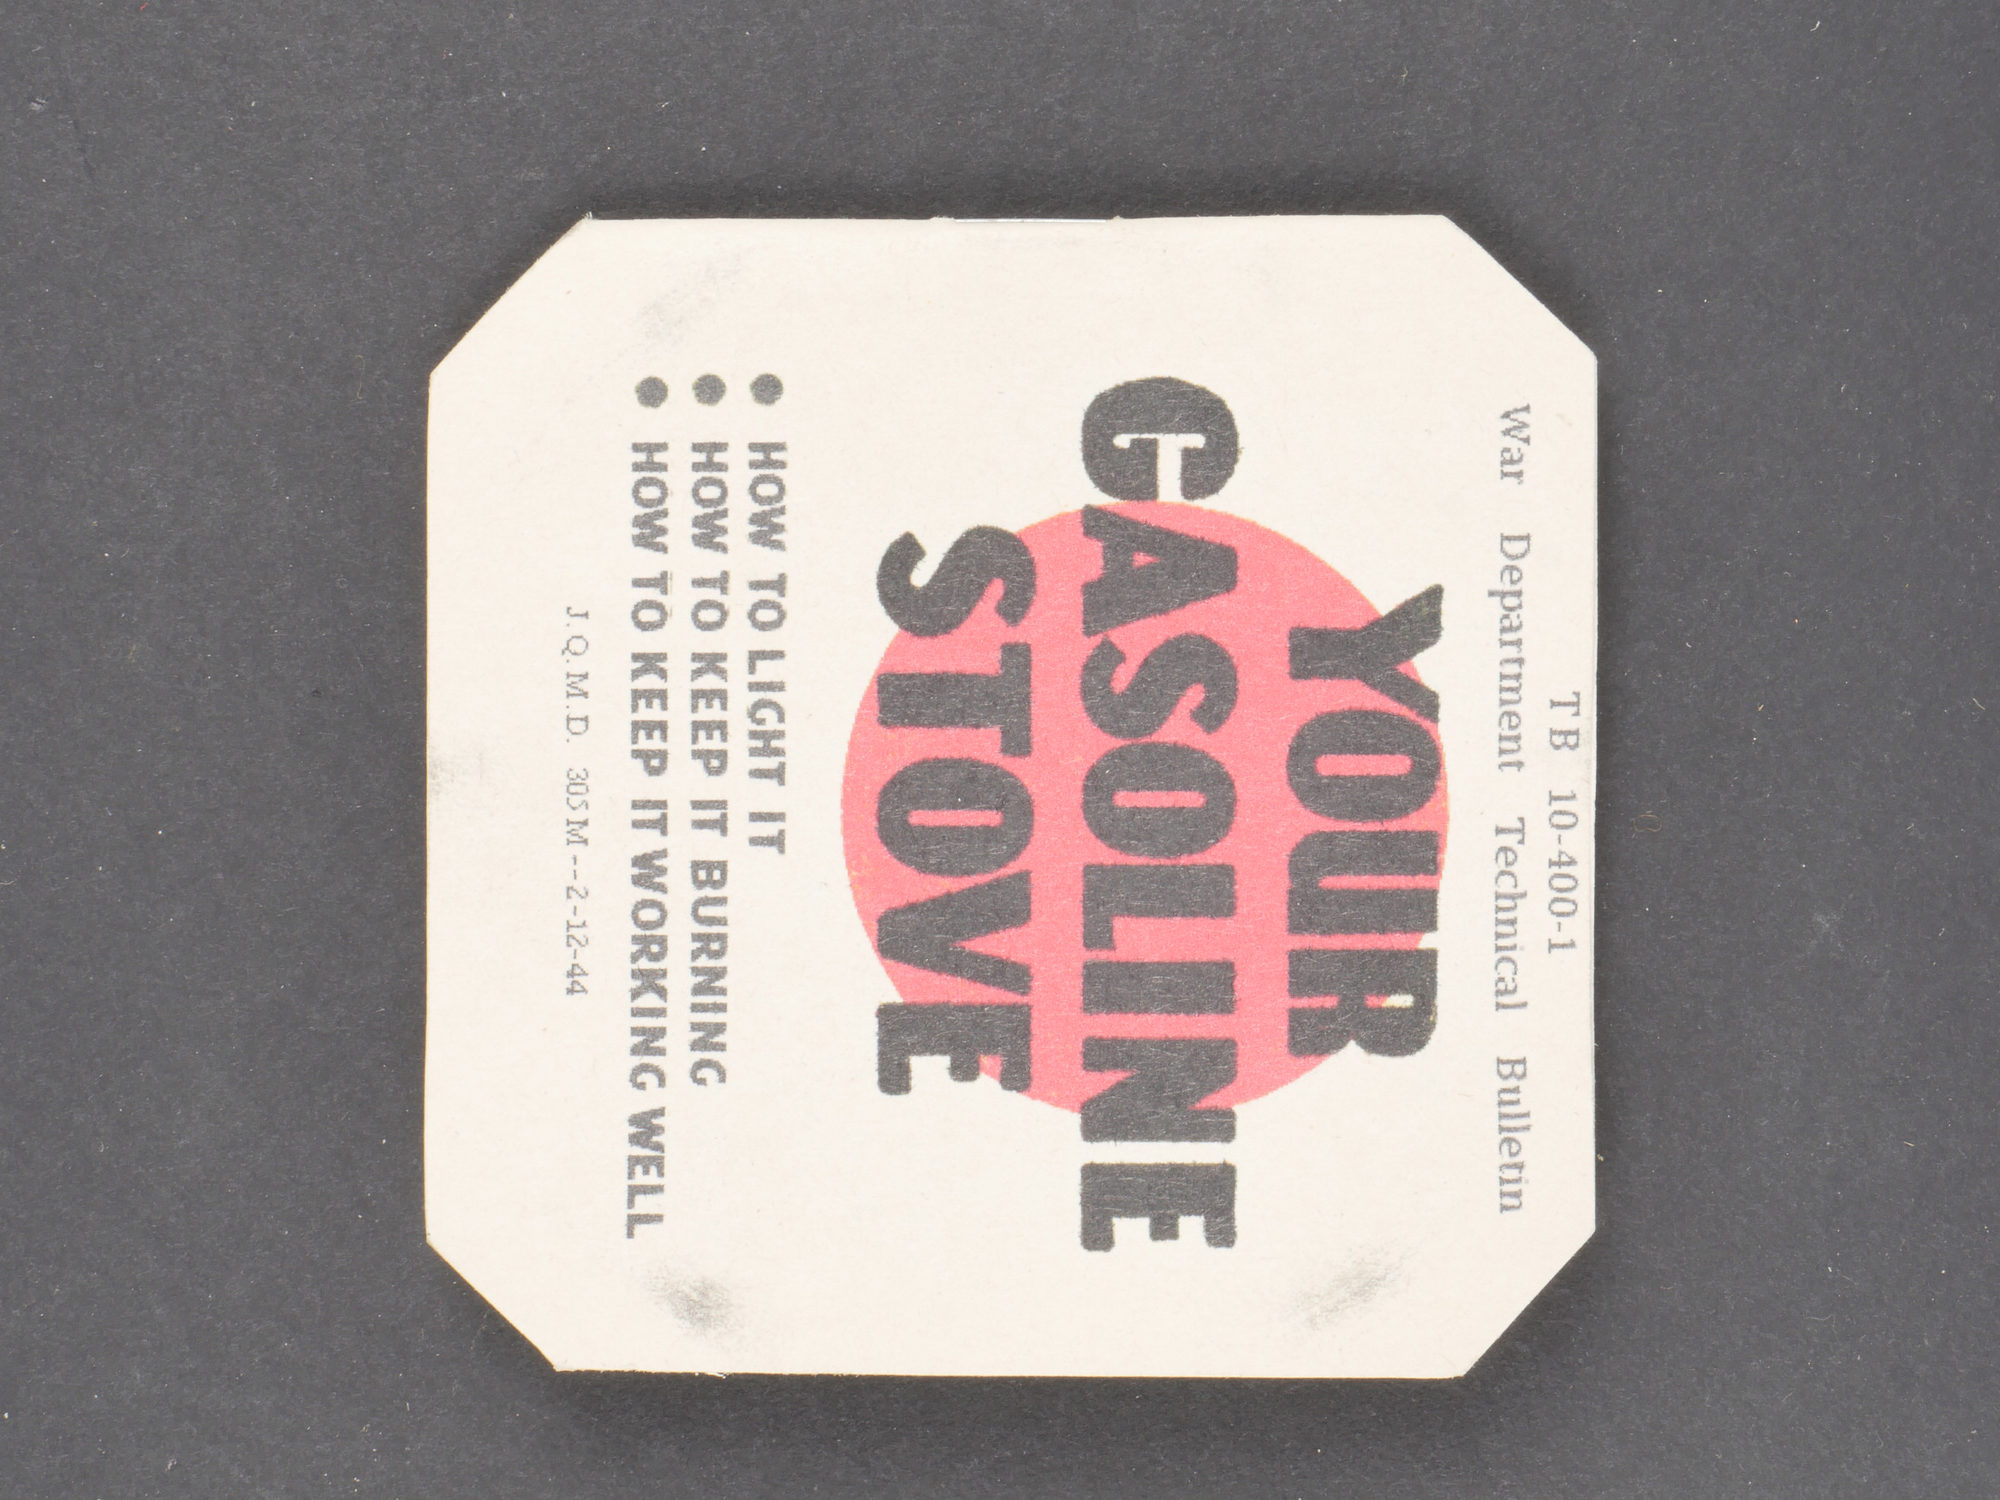 TB 10-400-1
War Department Technical Bulletin
YOUR
GASOLINE
STOVE
● HOW TO LIGHT IT
● HOW TO KEEP IT BURNING
● HOW TO KEEP IT WORKING WELL
J.Q.M.D. 305M--2-12-44